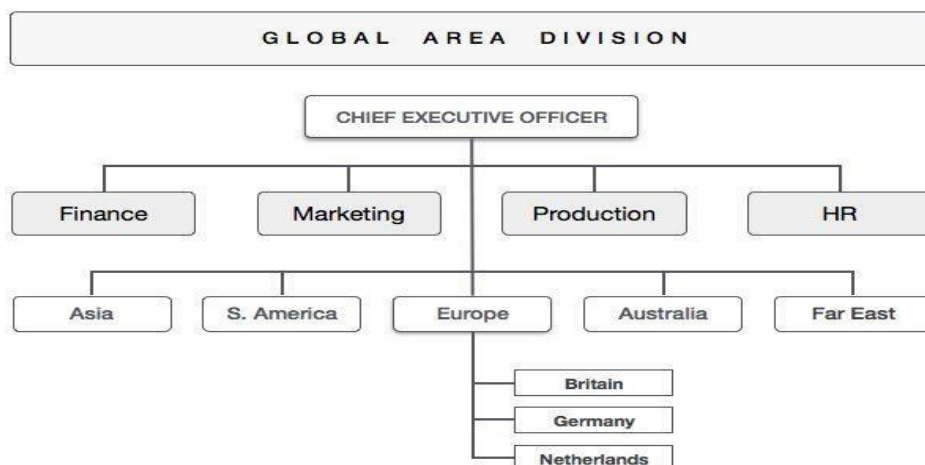 GLOBAL AREA DIVISION
CHIEF EXECUTIVE OFFICER
Finance
Marketing
Production
HR
Asia
S. America
Europe
Australia
Far East
Britain
Germany
Netherlands